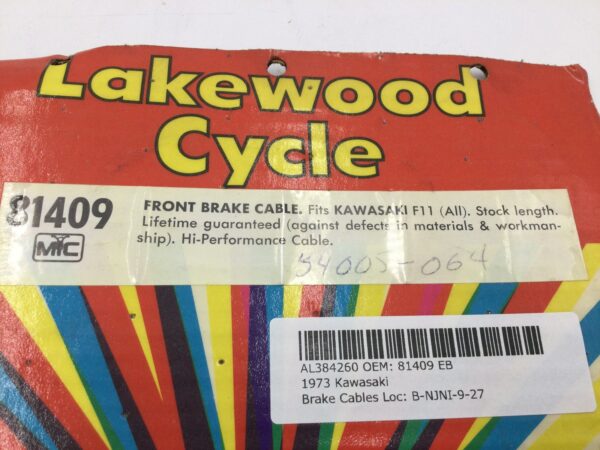 Lakewood
Cycle
81409
FRONT BRAKE CABLE. Fits KAWASAKI F11 (All). Stock length.
Lifetime guaranteed (against defects in materials & workman-
ship). Hi-Performance Cable.
MTC
54005-064
AL384260 OEM: 81409 EB
1973 Kawasaki
Brake Cables Loc: B-NJNI-9-27